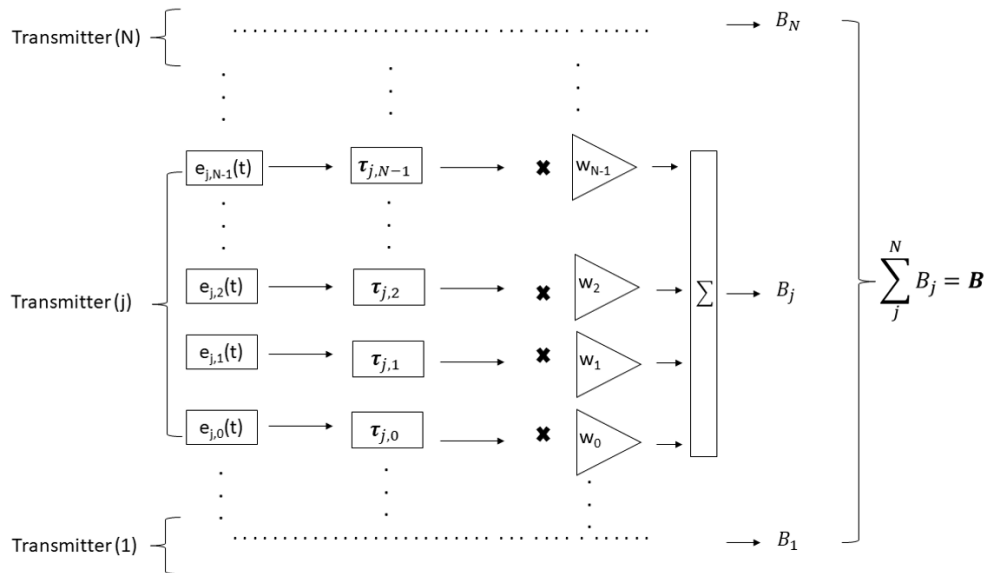 Transmitter (N)
B_N
e_{j,N-1}(t) τ_{j,N−1} ✖ w_{N-1}
Transmitter (j)
e_{j,2}(t) τ_{j,2} ✖ w_2
∑ B_j
∑_j^N B_j = B
e_{j,1}(t) τ_{j,1} ✖ w_1
e_{j,0}(t) τ_{j,0} ✖ w_0
Transmitter (1)
B_1